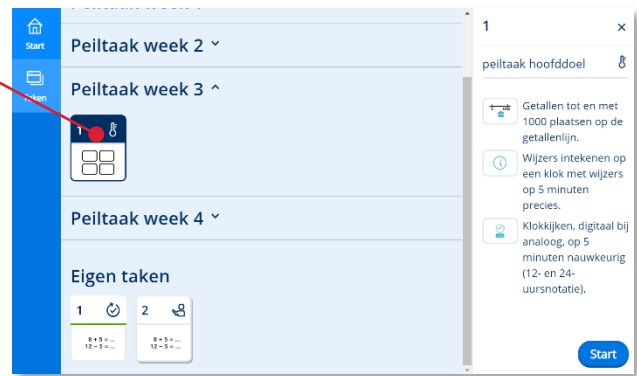 Start
Taken
Peiltaak week 2
Peiltaak week 3
1
Peiltaak week 4
Eigen taken
1
8 + 5 = ...
12 – 5 = ...
2
8 + 5 = ...
12 – 5 = ...
1
peiltaak hoofddoel
Getallen tot en met
1000 plaatsen op de
getallenlijn.
Wijzers intekenen op
een klok met wijzers
op 5 minuten
precies.
Klokkijken, digitaal bij
analoog, op 5
minuten nauwkeurig
(12- en 24-
uursnotatie).
Start